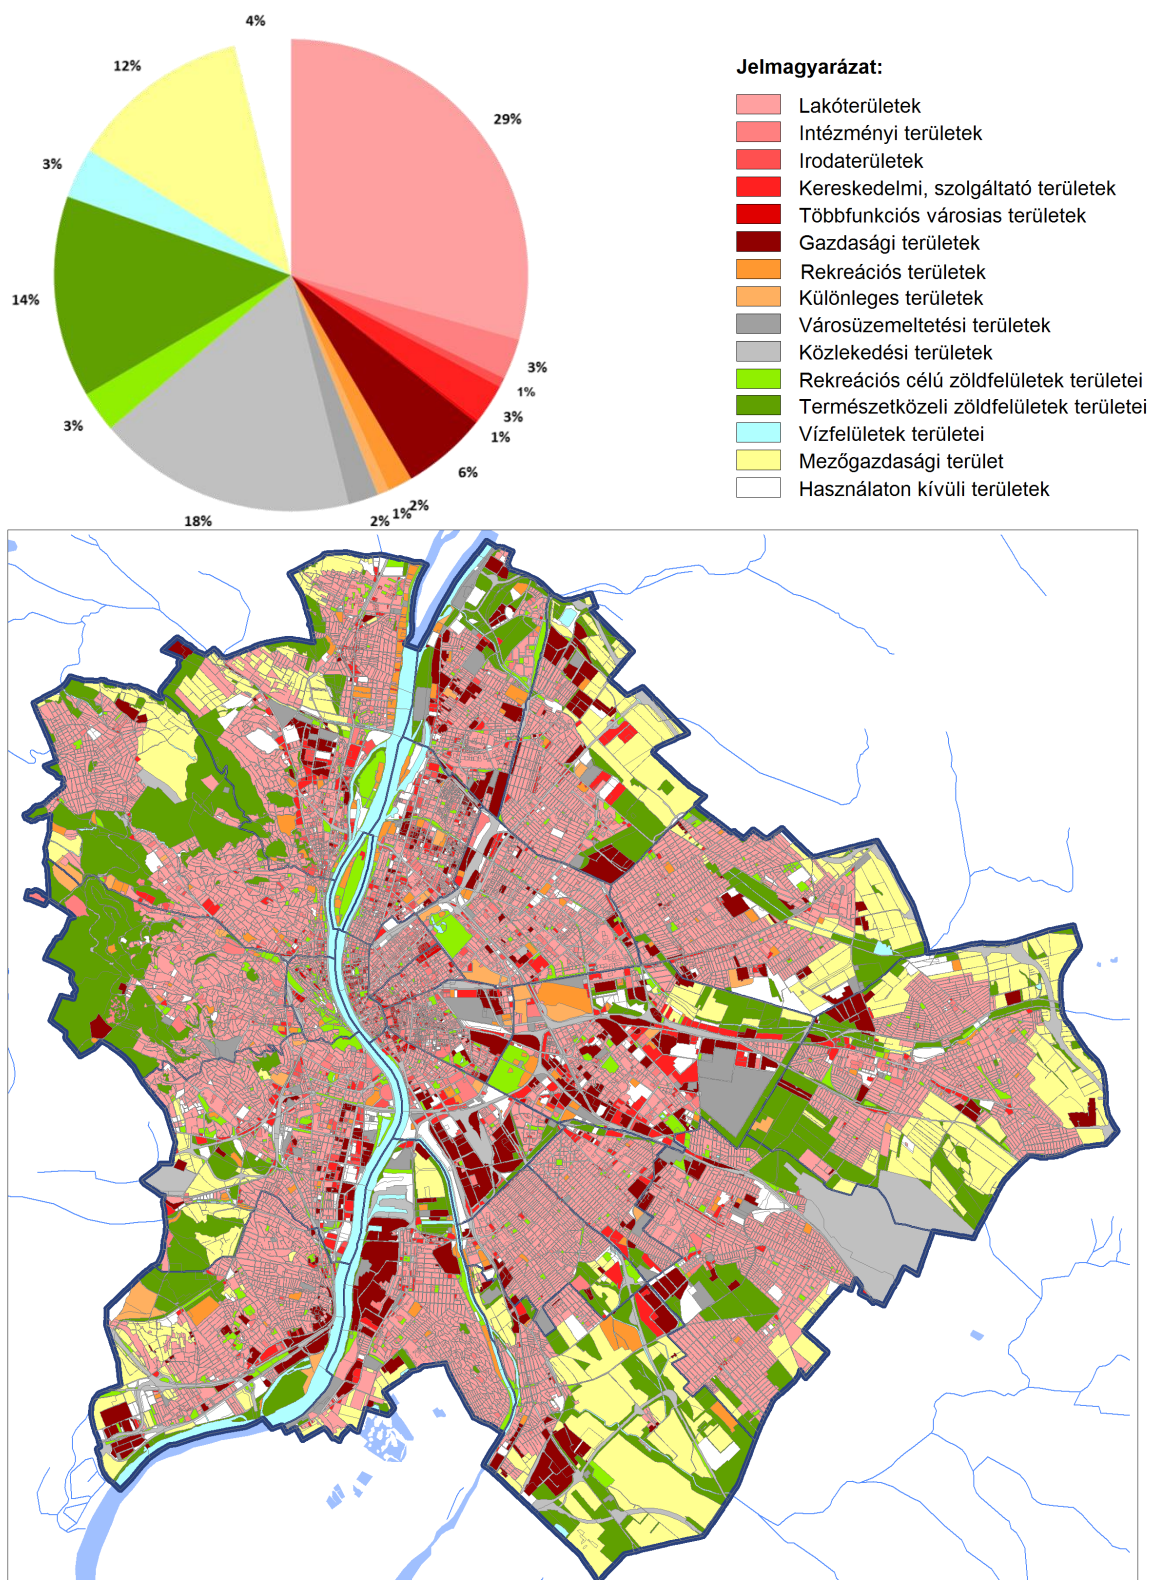 4%
12%
29%
3%
14%
3%
3%
1%
3%
1%
6%
2%
1%
2%
18%
Jelmagyarázat:
Lakóterületek
Intézményi területek
Irodaterületek
Kereskedelmi, szolgáltató területek
Többfunkciós városias területek
Gazdasági területek
Rekreációs területek
Különleges területek
Városüzemeltetési területek
Közlekedési területek
Rekreációs célú zöldfelületek területei
Természetközeli zöldfelületek területei
Vízfelületek területei
Mezőgazdasági terület
Használaton kívüli területek